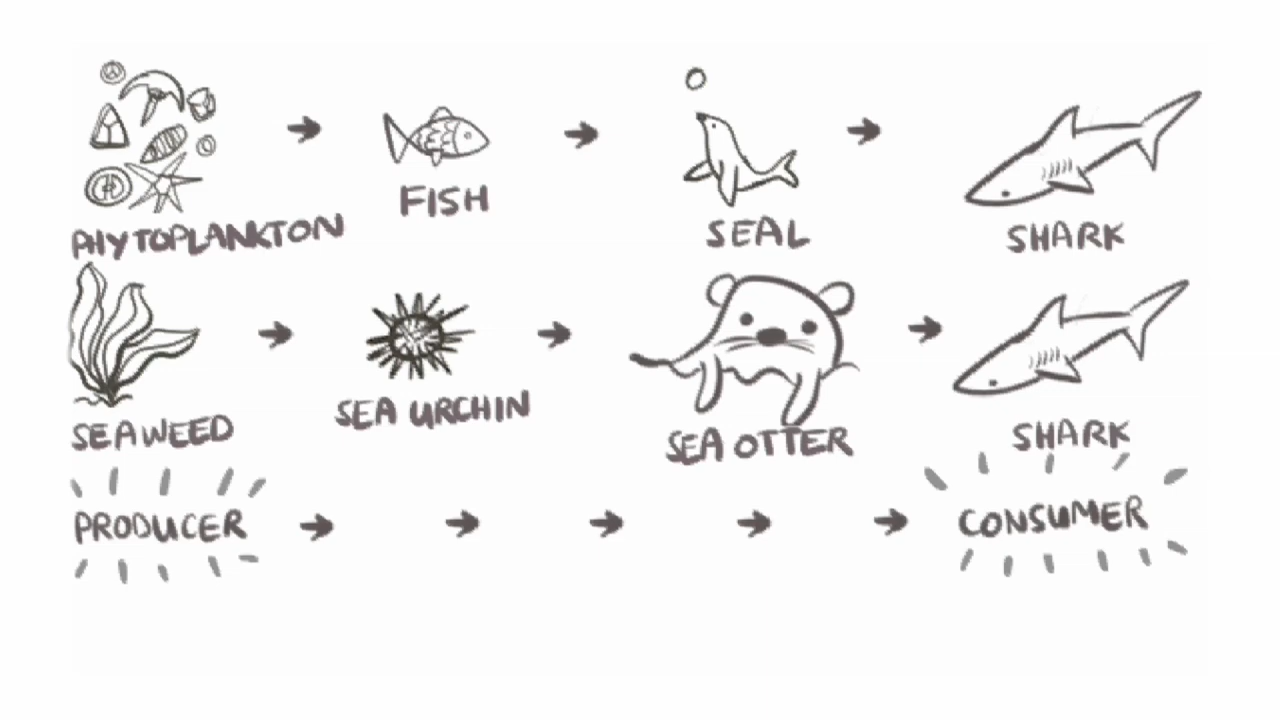 PHYTOPLANKTON FISH SEAL SHARK
SEAWEED SEA URCHIN SEA OTTER SHARK
PRODUCER CONSUMER